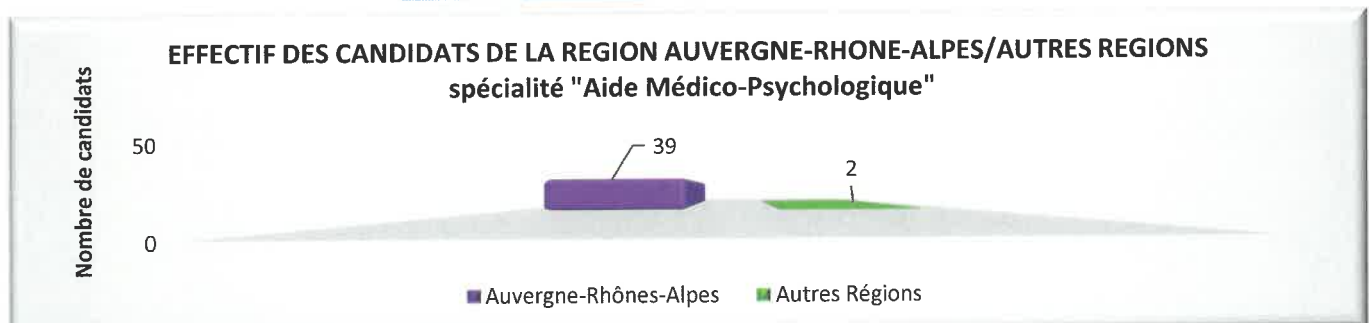 EFFECTIF DES CANDIDATS DE LA REGION AUVERGNE-RHONE-ALPES/AUTRES REGIONS
spécialité "Aide Médico-Psychologique"
Nombre de candidats
50
39
2
0
Auvergne-Rhônes-Alpes
Autres Régions